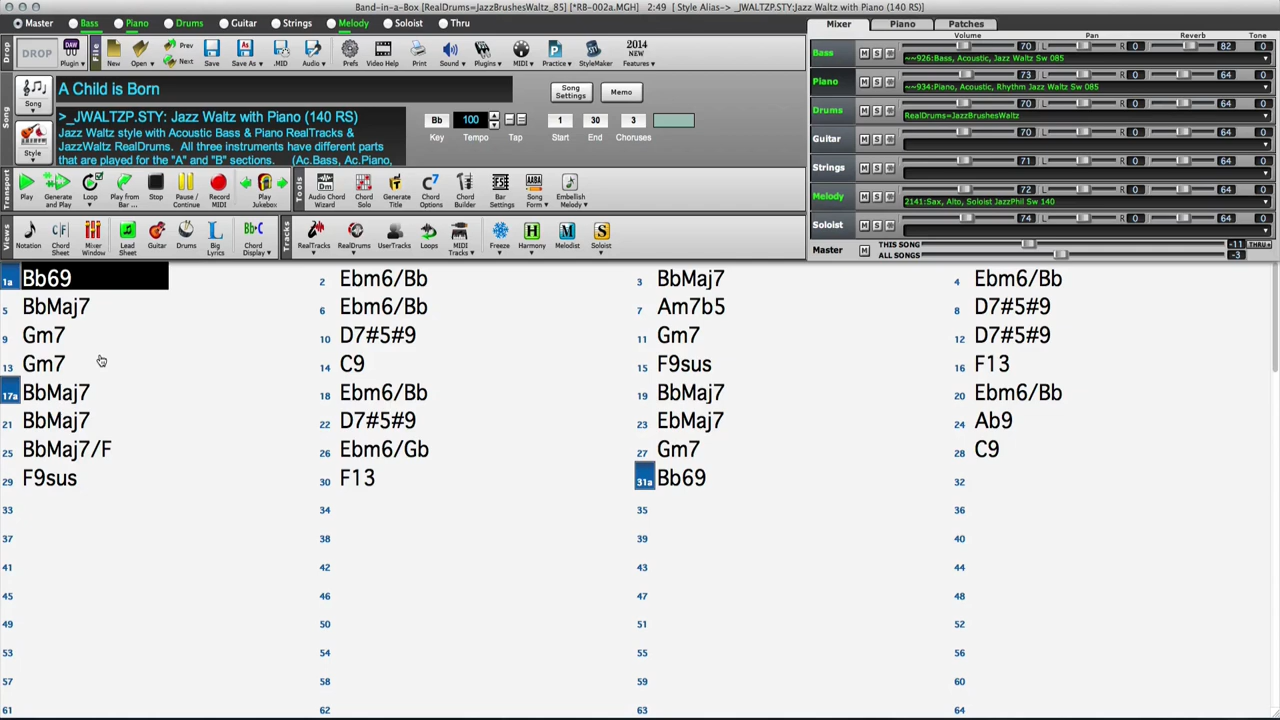 Band-in-a-Box [RealDrums=JazzBrushesWaltz_85] [*RB-002a.MGH] 2:49 [ Style Alias–> _JWALTZP.STY:Jazz Waltz with Piano (140 RS)]
Master Bass Piano Drums Guitar Strings Melody Soloist Thru
Mixer Piano Patches
Volume Pan Reverb Tone
Drop DROP DAW Plugin File New Open Prev Next Save Save As .MID Audio Prefs Video Help Print Sound Plugins MIDI Practice StyleMaker 2014 NEW Features
Bass M S 70 L R 0 82
~~926:Bass, Acoustic, Jazz Waltz Sw 085
Piano M S 73 L R 0 64
~~934:Piano, Acoustic, Rhythm Jazz Waltz Sw 085
Drums M S 70 L R 0 64
RealDrums=JazzBrushesWaltz
Guitar M S 70 L R 0 64
Strings M S 71 L R 0 64
Melody M S 72 L R 0 64
2141:Sax, Alto, Soloist JazzPhil Sw 140
Soloist M S 74 L R 0 64
Master M THIS SONG -11 THRU
ALL SONGS -3
Song Song A Child is Born Song Settings Memo
Style >_JWALTZP.STY: Jazz Waltz with Piano (140 RS)
Jazz Waltz style with Acoustic Bass & Piano RealTracks &
JazzWaltz RealDrums. All three instruments have different parts
that are played for the "A" and "B" sections. (Ac.Bass, Ac.Piano,
Bb 100 1 30 3
Key Tempo Tap Start End Choruses
Transport Play Generate and Play Loop Play from Bar ... Stop Pause / Continue Record MIDI Play Jukebox Tools Audio Chord Wizard Chord Solo Generate Title Chord Options Chord Builder Bar Settings Song Form Embellish Melody
Views Notation Chord Sheet Mixer Window Lead Sheet Guitar Drums Big Lyrics Chord Display Tracks RealTracks RealDrums UserTracks Loops MIDI Tracks Freeze Harmony Melodist Soloist
1a Bb69 2 Ebm6/Bb 3 BbMaj7 4 Ebm6/Bb
5 BbMaj7 6 Ebm6/Bb 7 Am7b5 8 D7#5#9
9 Gm7 10 D7#5#9 11 Gm7 12 D7#5#9
13 Gm7 14 C9 15 F9sus 16 F13
17a BbMaj7 18 Ebm6/Bb 19 BbMaj7 20 Ebm6/Bb
21 BbMaj7 22 D7#5#9 23 EbMaj7 24 Ab9
25 BbMaj7/F 26 Ebm6/Gb 27 Gm7 28 C9
29 F9sus 30 F13 31a Bb69 32
33 34 35 36
37 38 39 40
41 42 43 44
45 46 47 48
49 50 51 52
53 54 55 56
57 58 59 60
61 62 63 64